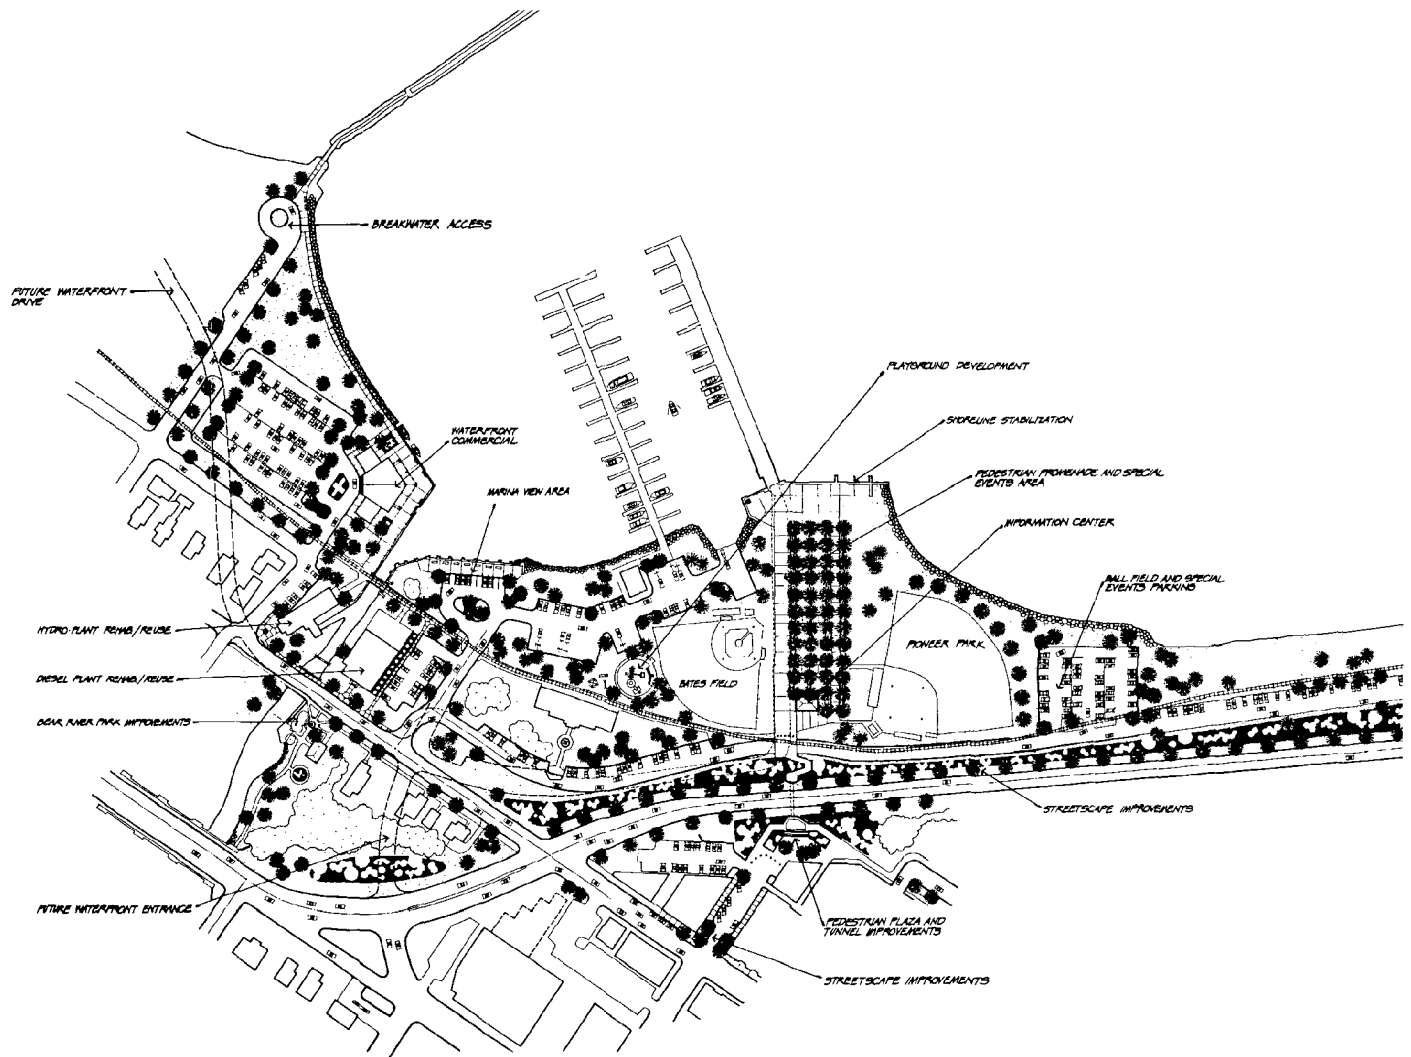 BREAKWATER ACCESS
FUTURE WATERFRONT
DRIVE
PLAYGROUND DEVELOPMENT
SHORELINE STABILIZATION
WATERFRONT
COMMERCIAL
PEDESTRIAN PROMENADE AND SPECIAL
EVENTS AREA
MARINA VIEW AREA
INFORMATION CENTER
BALL FIELD AND SPECIAL
EVENTS PARKING
HYDRO PLANT REHAB./REUSE
PIONEER PARK
DIESEL PLANT REHAB./REUSE
BATES FIELD
BEAR RIVER PARK IMPROVEMENTS
STREETSCAPE IMPROVEMENTS
FUTURE WATERFRONT ENTRANCE
PEDESTRIAN PLAZA AND
TUNNEL IMPROVEMENTS
STREETSCAPE IMPROVEMENTS